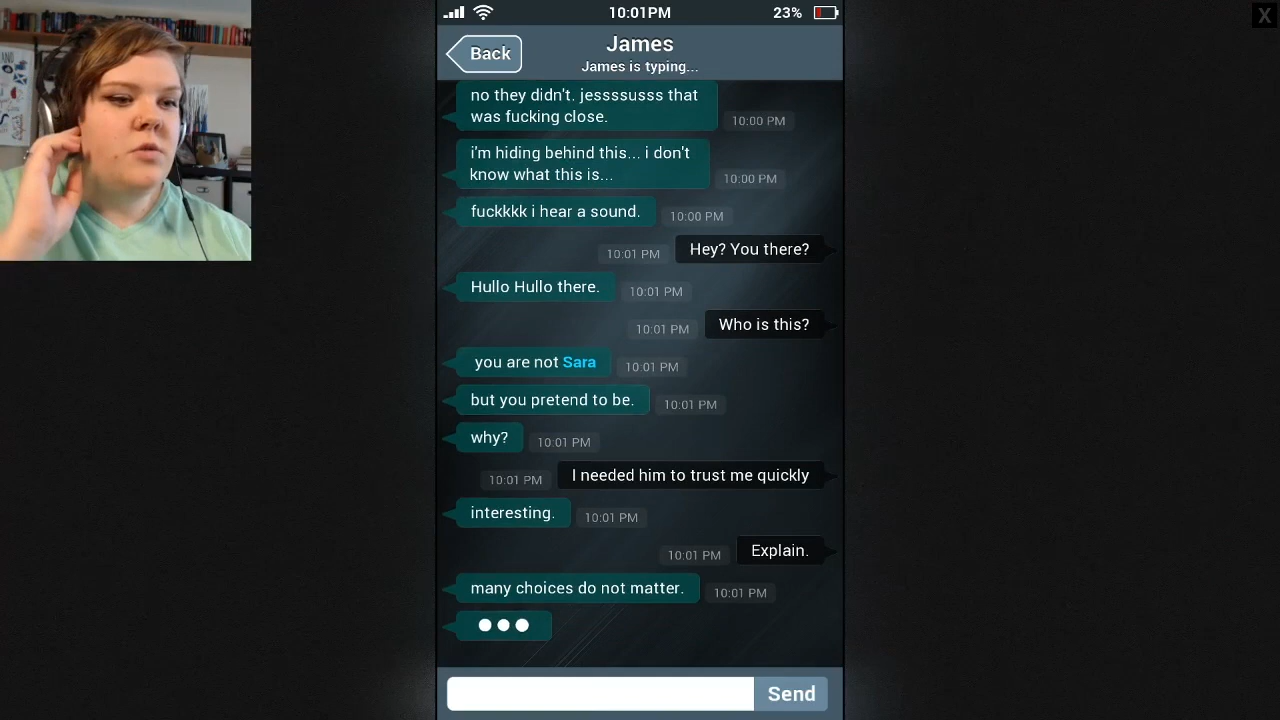 10:01PM
23%
X
Back
James
James is typing...
no they didn't. jessssusss that
was fucking close.
10:00 PM
i'm hiding behind this... i don't
know what this is...
10:00 PM
fuckkkk i hear a sound.
10:00 PM
10:01 PM
Hey? You there?
Hullo Hullo there.
10:01 PM
10:01 PM
Who is this?
you are not Sara
10:01 PM
but you pretend to be.
10:01 PM
why?
10:01 PM
10:01 PM
I needed him to trust me quickly
interesting.
10:01 PM
10:01 PM
Explain.
many choices do not matter.
10:01 PM
Send